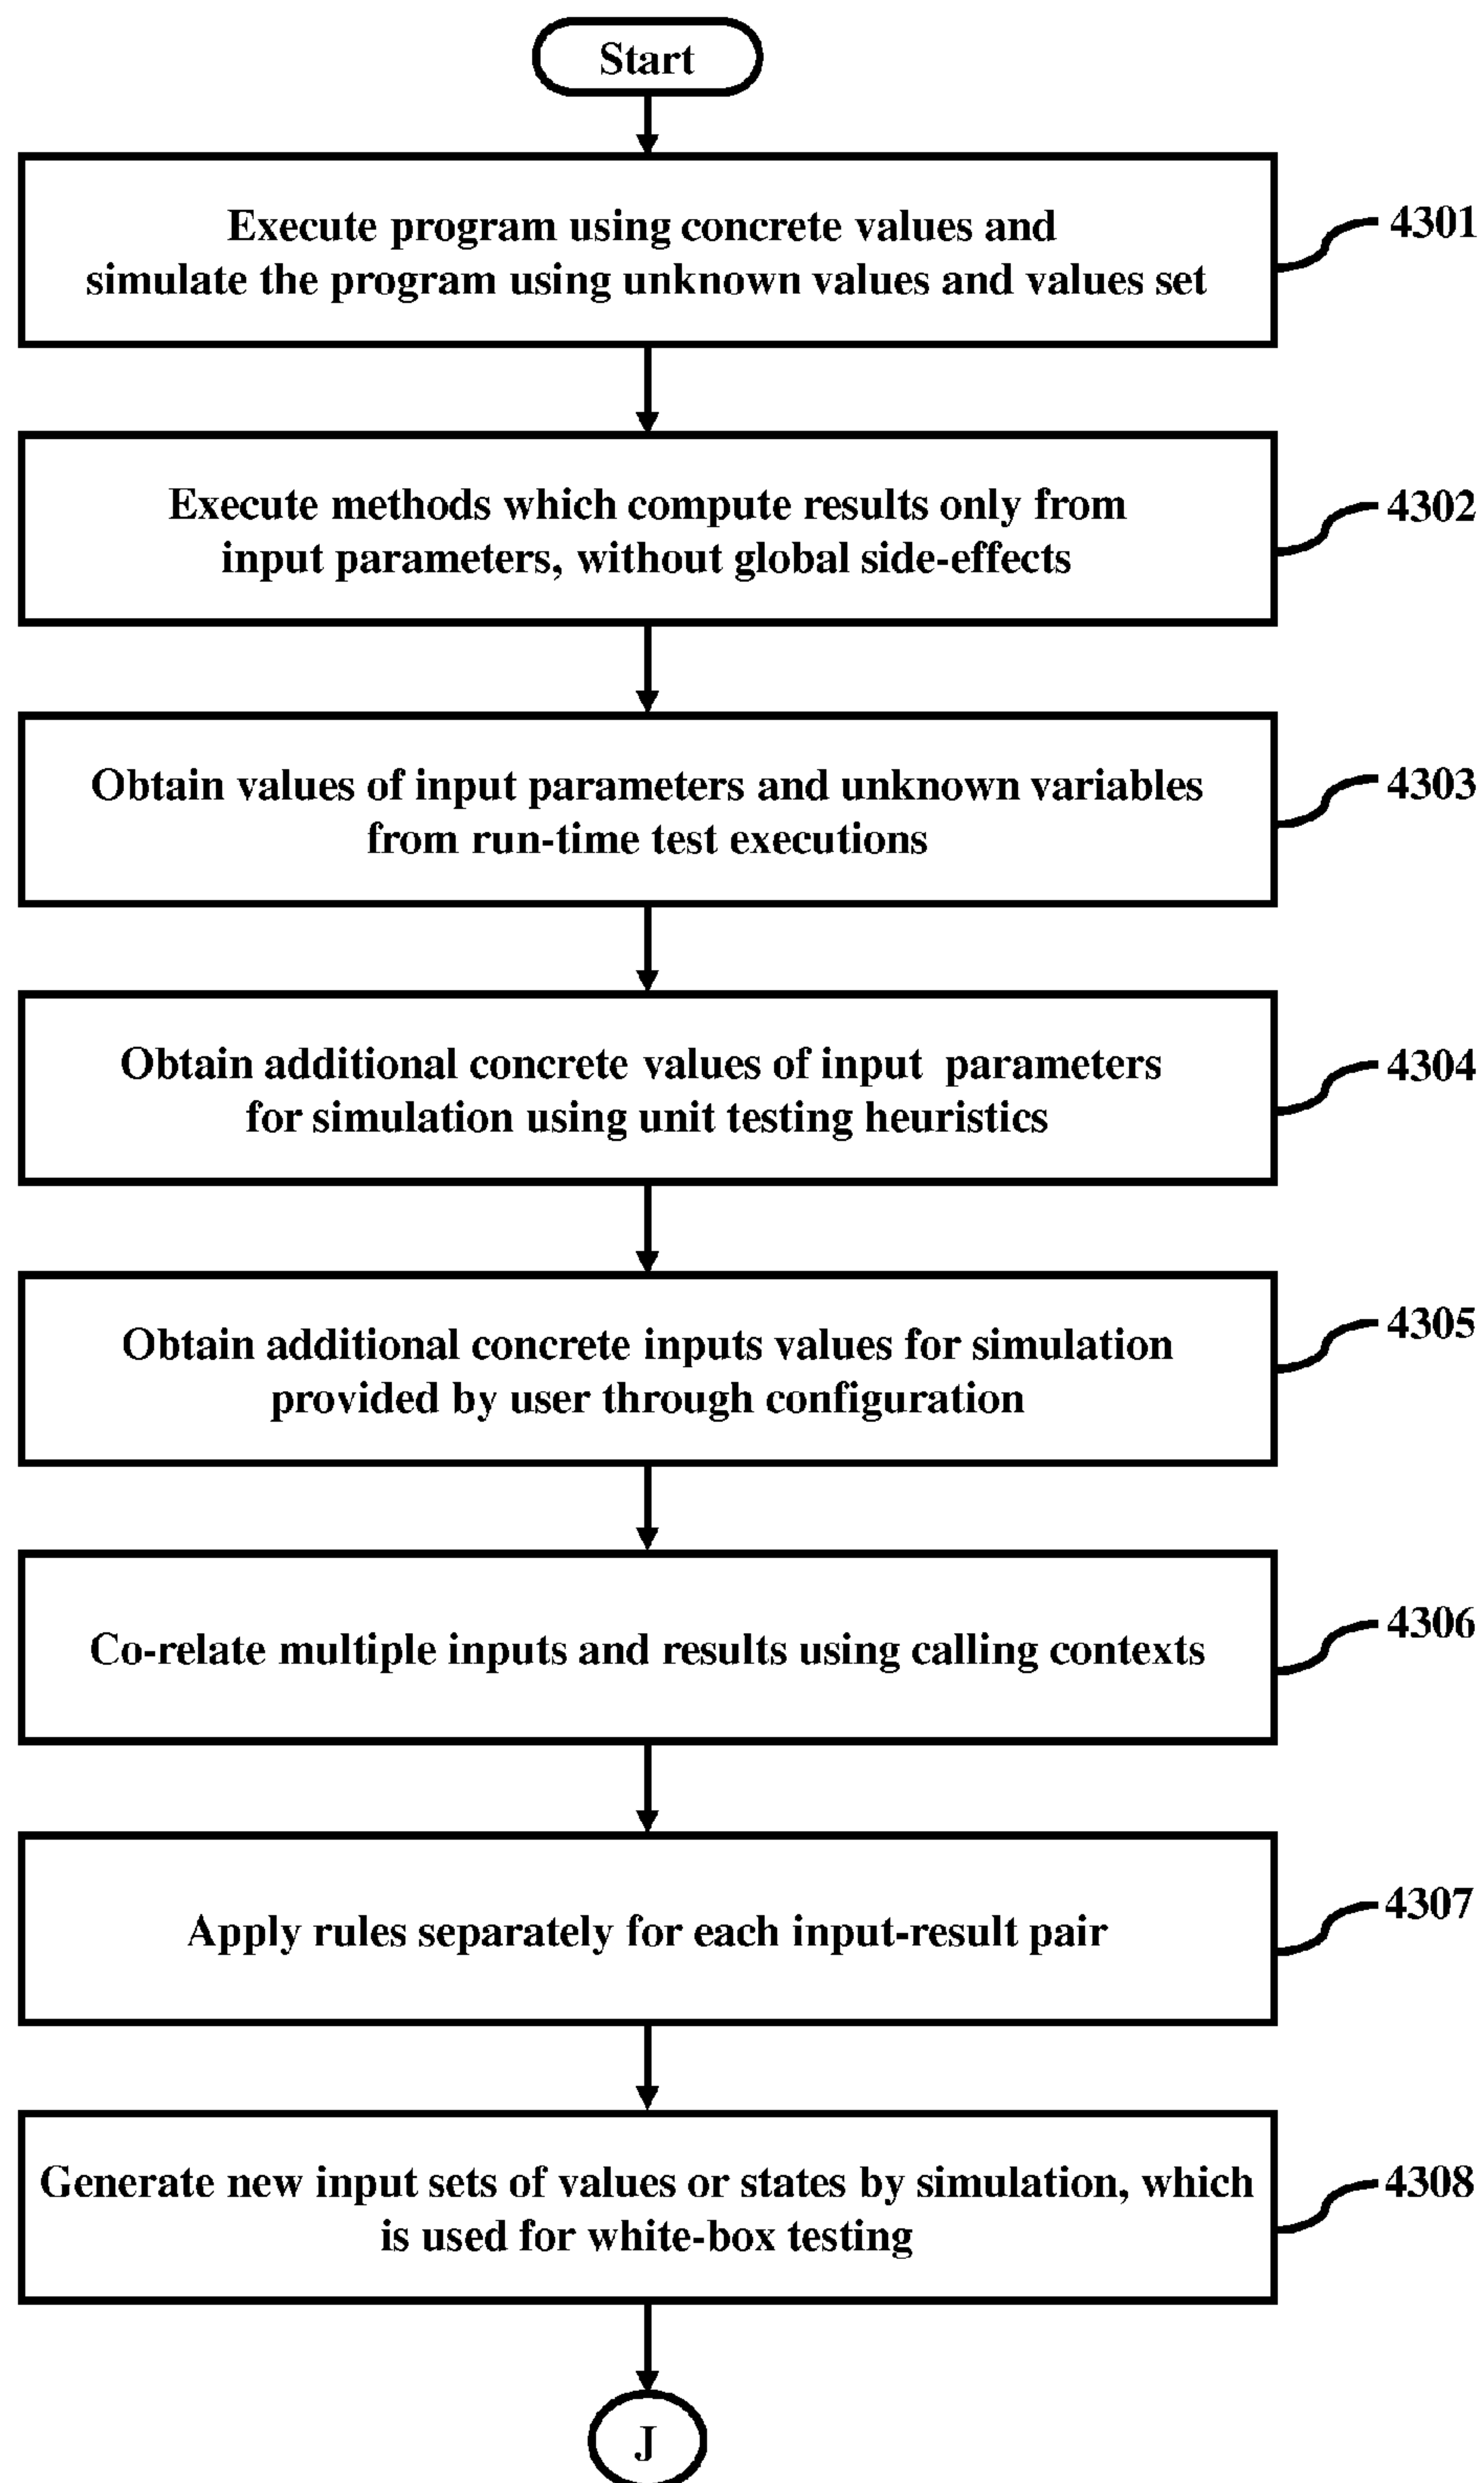 Start
Execute program using concrete values and
simulate the program using unknown values and values set
4301
Execute methods which compute results only from
input parameters, without global side-effects
4302
Obtain values of input parameters and unknown variables
from run-time test executions
4303
Obtain additional concrete values of input parameters
for simulation using unit testing heuristics
4304
Obtain additional concrete inputs values for simulation
provided by user through configuration
4305
Co-relate multiple inputs and results using calling contexts
4306
Apply rules separately for each input-result pair
4307
Generate new input sets of values or states by simulation, which
is used for white-box testing
4308
J